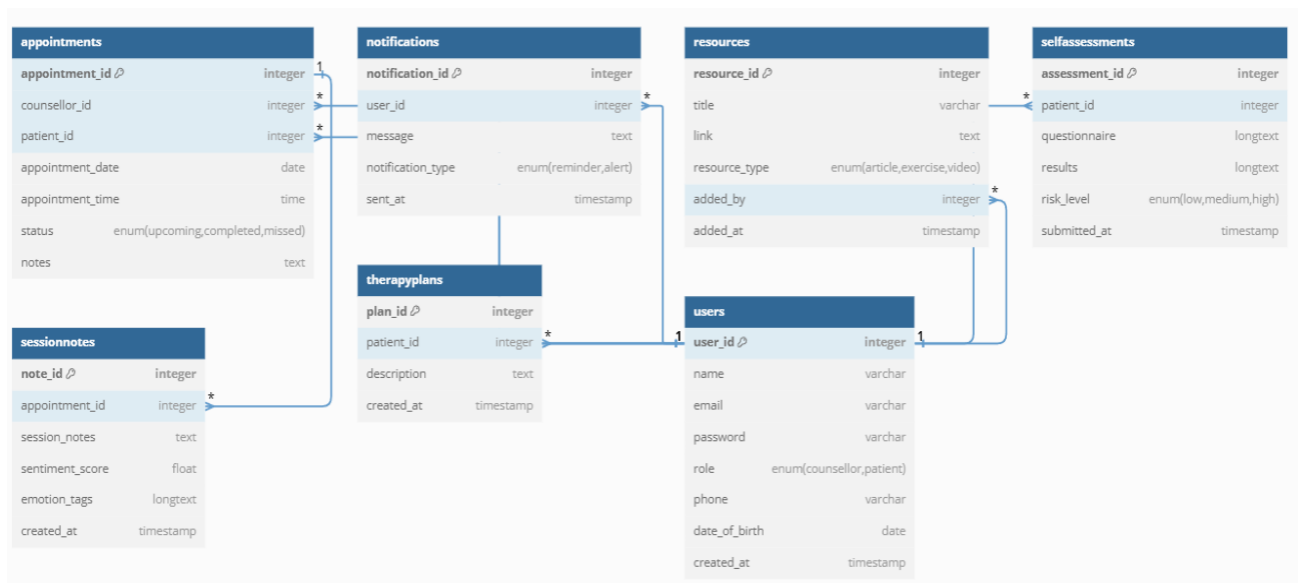 appointments
appointment_id integer
counsellor_id integer
patient_id integer
appointment_date date
appointment_time time
status enum(upcoming,completed,missed)
notes text
1
*
*
notifications
notification_id integer
user_id integer
message text
notification_type enum(reminder,alert)
sent_at timestamp
*
resources
resource_id integer
title varchar
link text
resource_type enum(article,exercise,video)
added_by integer
added_at timestamp
*
selfassessments
assessment_id integer
patient_id integer
questionnaire longtext
results longtext
risk_level enum(low,medium,high)
submitted_at timestamp
*
sessionnotes
note_id integer
appointment_id integer
session_notes text
sentiment_score float
emotion_tags longtext
created_at timestamp
*
therapyplans
plan_id integer
patient_id integer
description text
created_at timestamp
*
users
1
user_id integer
1
name varchar
email varchar
password varchar
role enum(counsellor,patient)
phone varchar
date_of_birth date
created_at timestamp